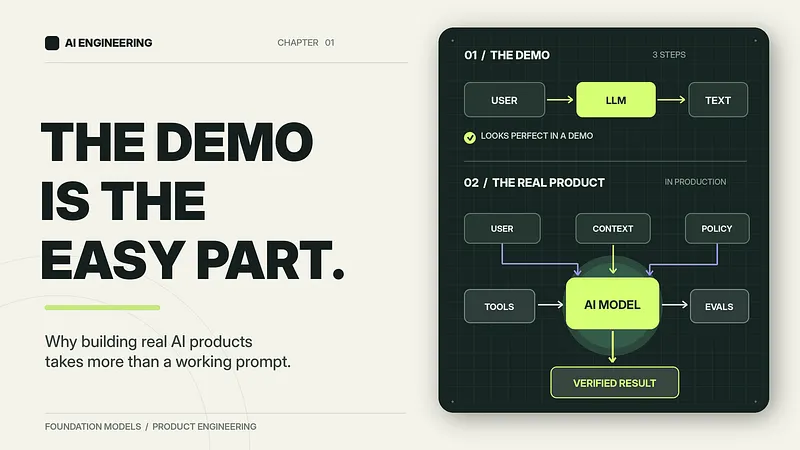 AI ENGINEERING
CHAPTER 01
THE DEMO
IS THE
EASY PART.
Why building real AI products
takes more than a working prompt.
FOUNDATION MODELS / PRODUCT ENGINEERING
01 / THE DEMO
3 STEPS
USER
LLM
TEXT
LOOKS PERFECT IN A DEMO
02 / THE REAL PRODUCT
IN PRODUCTION
USER
CONTEXT
POLICY
TOOLS
AI MODEL
EVALS
VERIFIED RESULT